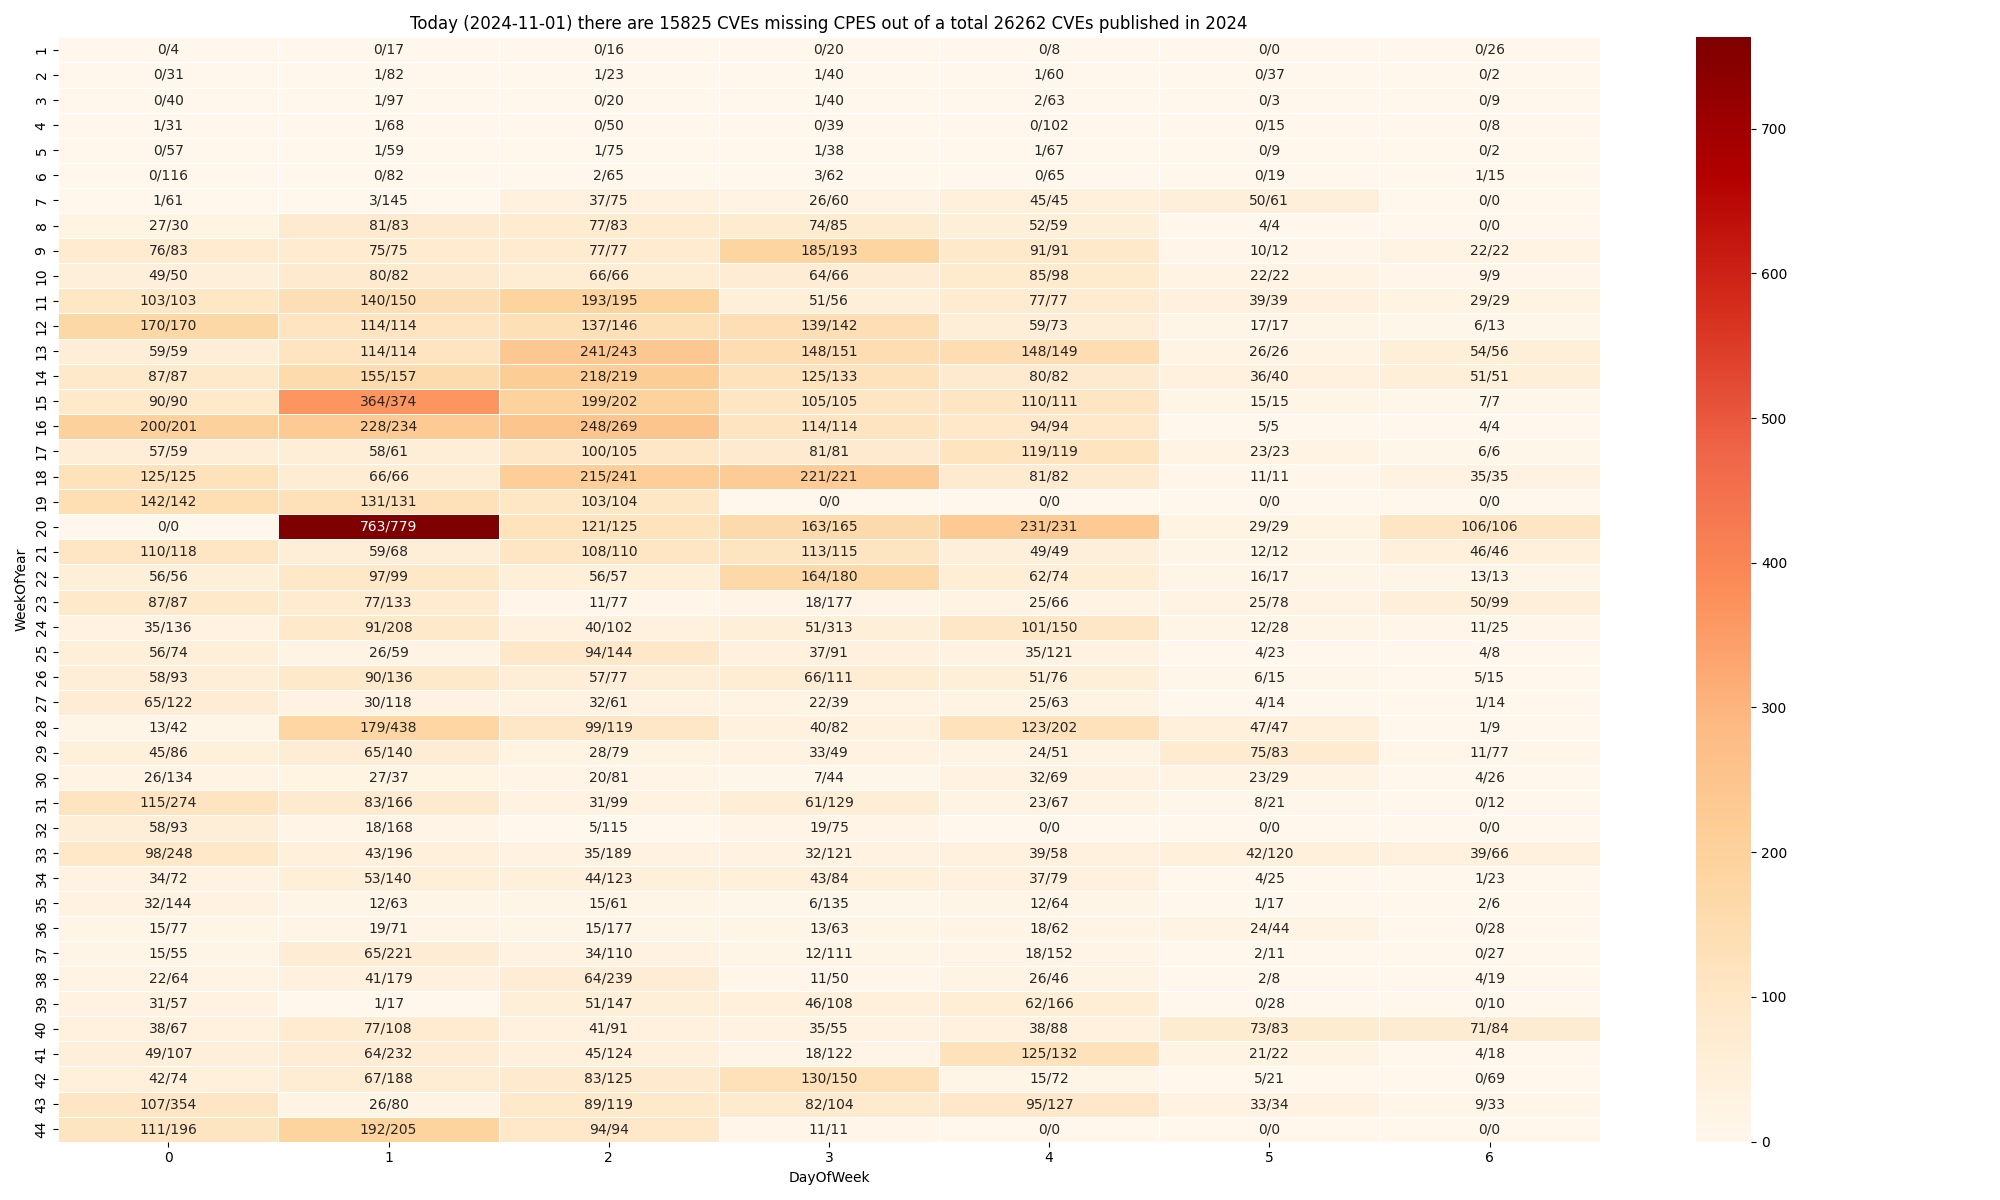 Today (2024-11-01) there are 15825 CVEs missing CPES out of a total 26262 CVEs published in 2024
1 0/4 0/17 0/16 0/20 0/8 0/0 0/26
2 0/31 1/82 1/23 1/40 1/60 0/37 0/2
3 0/40 1/97 0/20 1/40 2/63 0/3 0/9
4 1/31 1/68 0/50 0/39 0/102 0/15 0/8
5 0/57 1/59 1/75 1/38 1/67 0/9 0/2
6 0/116 0/82 2/65 3/62 0/65 0/19 1/15
7 1/61 3/145 37/75 26/60 45/45 50/61 0/0
8 27/30 81/83 77/83 74/85 52/59 4/4 0/0
9 76/83 75/75 77/77 185/193 91/91 10/12 22/22
10 49/50 80/82 66/66 64/66 85/98 22/22 9/9
11 103/103 140/150 193/195 51/56 77/77 39/39 29/29
12 170/170 114/114 137/146 139/142 59/73 17/17 6/13
13 59/59 114/114 241/243 148/151 148/149 26/26 54/56
14 87/87 155/157 218/219 125/133 80/82 36/40 51/51
15 90/90 364/374 199/202 105/105 110/111 15/15 7/7
16 200/201 228/234 248/269 114/114 94/94 5/5 4/4
17 57/59 58/61 100/105 81/81 119/119 23/23 6/6
18 125/125 66/66 215/241 221/221 81/82 11/11 35/35
19 142/142 131/131 103/104 0/0 0/0 0/0 0/0
20 0/0 763/779 121/125 163/165 231/231 29/29 106/106
21 110/118 59/68 108/110 113/115 49/49 12/12 46/46
22 56/56 97/99 56/57 164/180 62/74 16/17 13/13
23 87/87 77/133 11/77 18/177 25/66 25/78 50/99
24 35/136 91/208 40/102 51/313 101/150 12/28 11/25
25 56/74 26/59 94/144 37/91 35/121 4/23 4/8
26 58/93 90/136 57/77 66/111 51/76 6/15 5/15
27 65/122 30/118 32/61 22/39 25/63 4/14 1/14
28 13/42 179/438 99/119 40/82 123/202 47/47 1/9
29 45/86 65/140 28/79 33/49 24/51 75/83 11/77
30 26/134 27/37 20/81 7/44 32/69 23/29 4/26
31 115/274 83/166 31/99 61/129 23/67 8/21 0/12
32 58/93 18/168 5/115 19/75 0/0 0/0 0/0
33 98/248 43/196 35/189 32/121 39/58 42/120 39/66
34 34/72 53/140 44/123 43/84 37/79 4/25 1/23
35 32/144 12/63 15/61 6/135 12/64 1/17 2/6
36 15/77 19/71 15/177 13/63 18/62 24/44 0/28
37 15/55 65/221 34/110 12/111 18/152 2/11 0/27
38 22/64 41/179 64/239 11/50 26/46 2/8 4/19
39 31/57 1/17 51/147 46/108 62/166 0/28 0/10
40 38/67 77/108 41/91 35/55 38/88 73/83 71/84
41 49/107 64/232 45/124 18/122 125/132 21/22 4/18
42 42/74 67/188 83/125 130/150 15/72 5/21 0/69
43 107/354 26/80 89/119 82/104 95/127 33/34 9/33
44 111/196 192/205 94/94 11/11 0/0 0/0 0/0
0 1 2 3 4 5 6
DayOfWeek
WeekOfYear
700
600
500
400
300
200
100
0